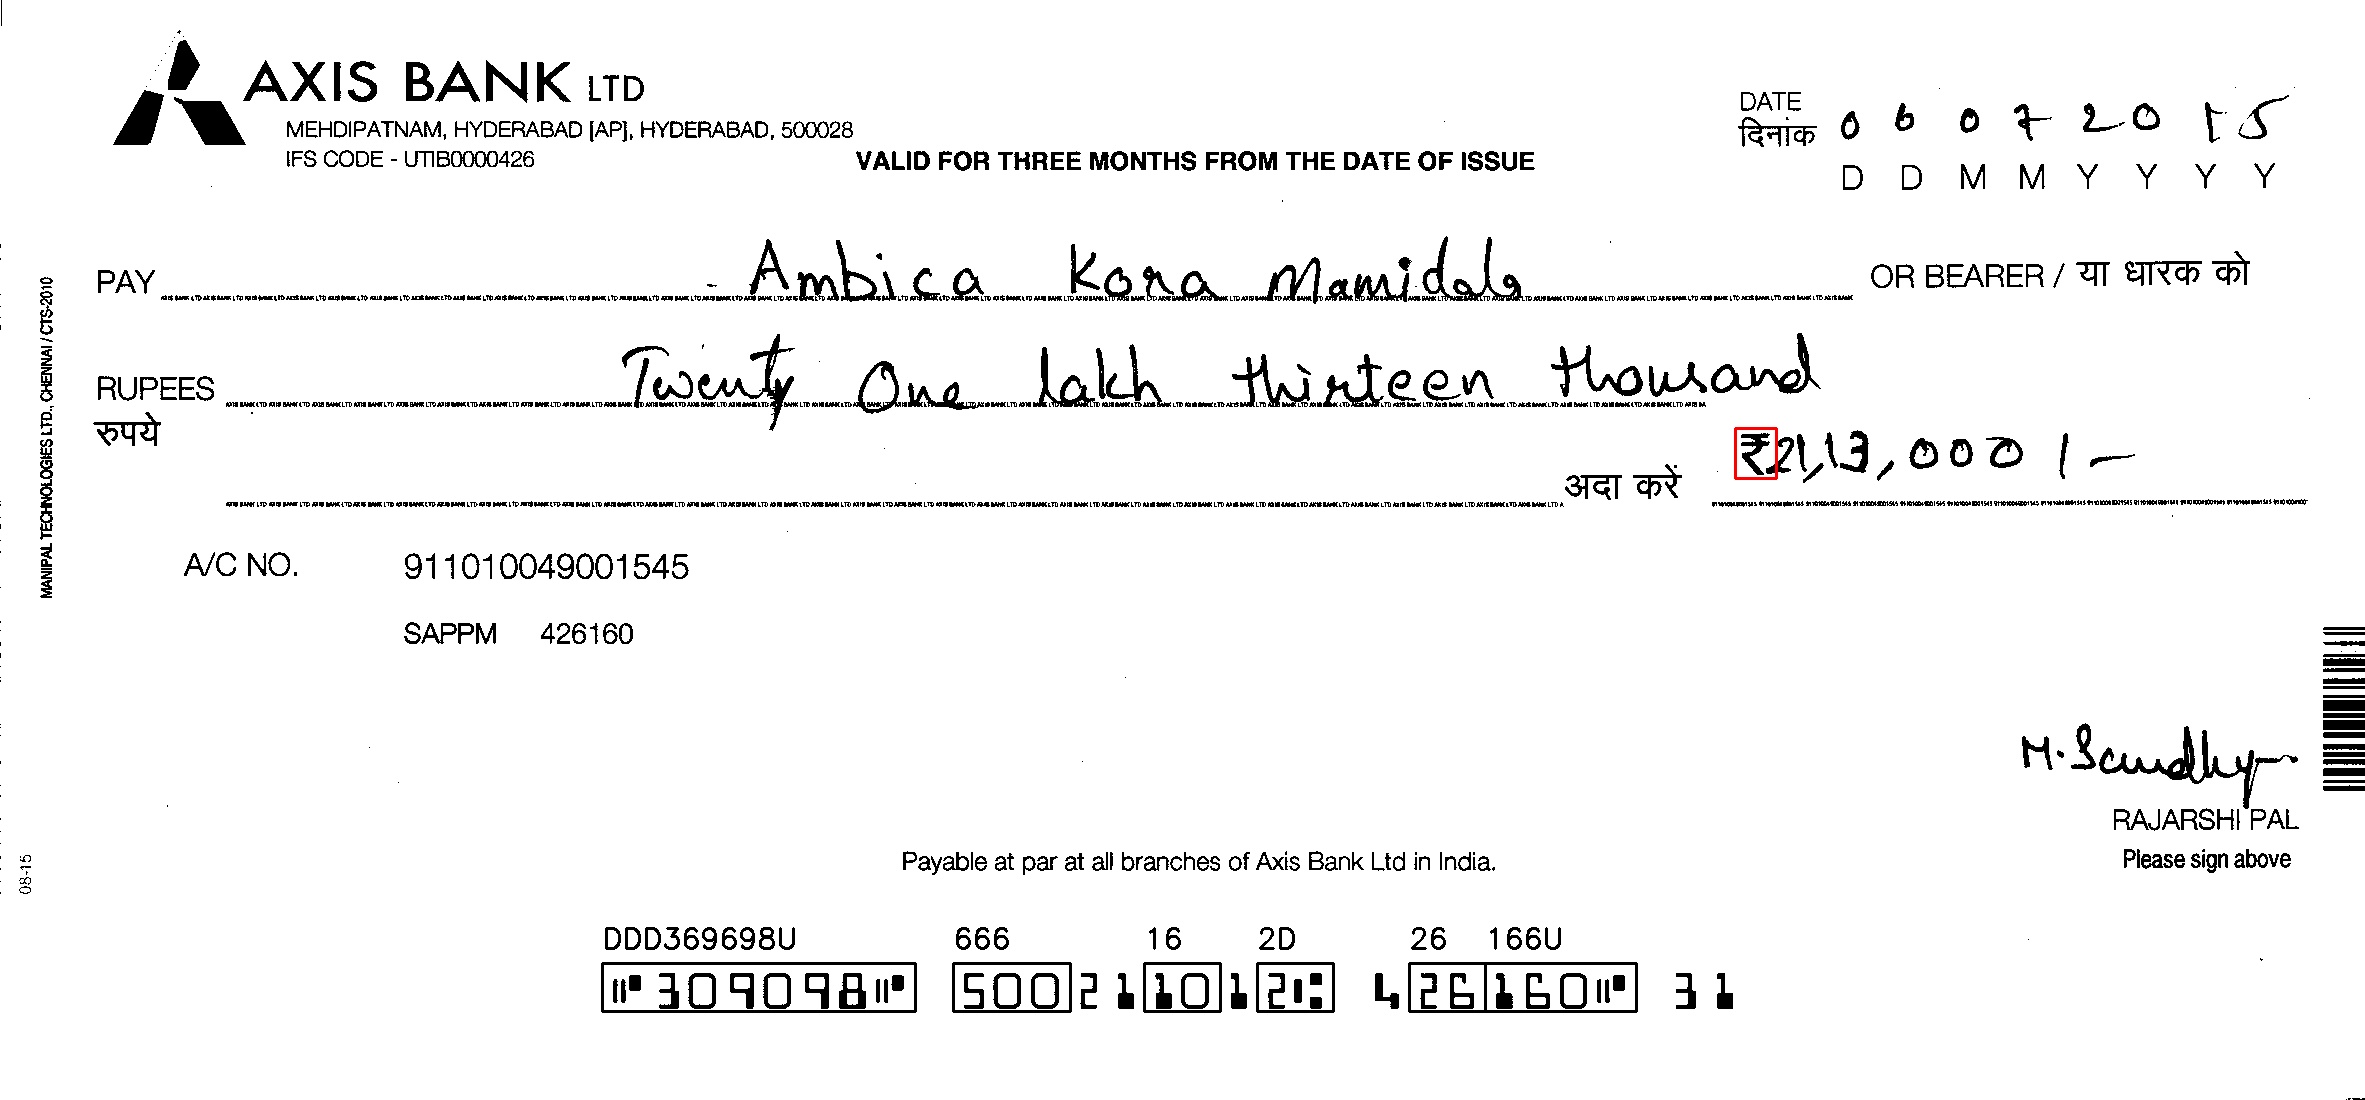 AXIS BANK LTD
MEHDIPATNAM, HYDERABAD [AP], HYDERABAD, 500028
IFS CODE - UTIB0000426
VALID FOR THREE MONTHS FROM THE DATE OF ISSUE
DATE
दिनांक 0 6 0 7 2 0 1 5
D D M M Y Y Y Y
PAY Ambica Kora Mamidala OR BEARER / या धारक को
RUPEES Twenty One lakh thirteen thousand
रुपये
अदा करें ₹21,13,000/-
A/C NO. 911010049001545
SAPPM 426160
MANIPAL TECHNOLOGIES LTD., CHENNAI / CTS-2010
08-15
M. Sandhya
RAJARSHI PAL
Please sign above
Payable at par at all branches of Axis Bank Ltd in India.
DDD369698U 666 16 2D 26 166U
⑈309098⑈ 500211012⑆ 426160⑈ 31